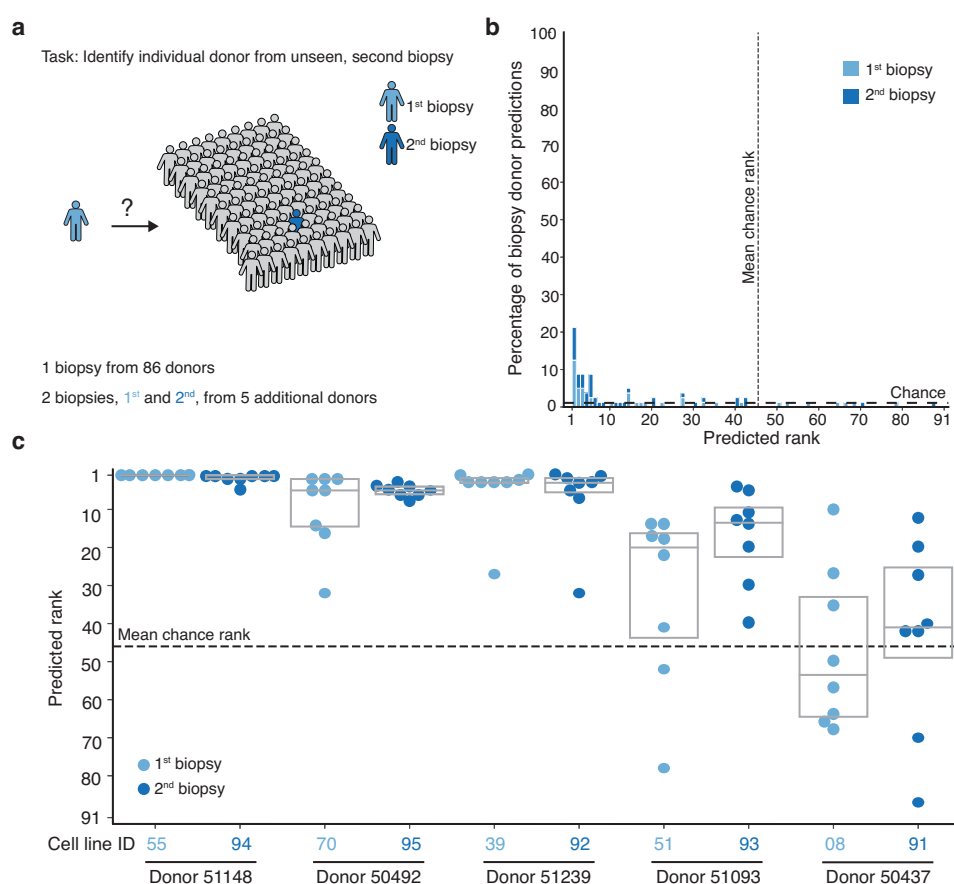 a
Task: Identify individual donor from unseen, second biopsy
1st biopsy
2nd biopsy
?
1 biopsy from 86 donors
2 biopsies, 1st and 2nd, from 5 additional donors
b
Percentage of biopsy donor predictions
100
90
80
70
60
50
40
30
20
10
0
1st biopsy
2nd biopsy
Mean chance rank
Chance
1 10 20 30 40 50 60 70 80 91
Predicted rank
c
Predicted rank
1
10
20
30
40
50
60
70
80
91
Mean chance rank
1st biopsy
2nd biopsy
Cell line ID 55 94 70 95 39 92 51 93 08 91
Donor 51148 Donor 50492 Donor 51239 Donor 51093 Donor 50437